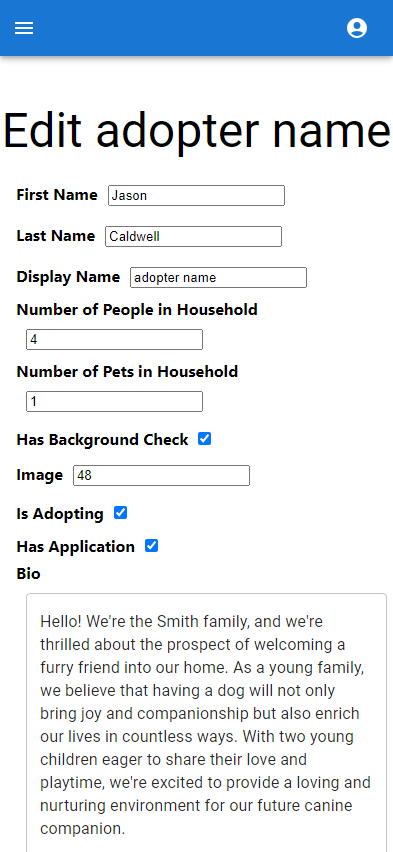 Edit adopter name
First Name Jason
Last Name Caldwell
Display Name adopter name
Number of People in Household
4
Number of Pets in Household
1
Has Background Check
Image 48
Is Adopting
Has Application
Bio
Hello! We're the Smith family, and we're
thrilled about the prospect of welcoming a
furry friend into our home. As a young family,
we believe that having a dog will not only
bring joy and companionship but also enrich
our lives in countless ways. With two young
children eager to share their love and
playtime, we're excited to provide a loving and
nurturing environment for our future canine
companion.